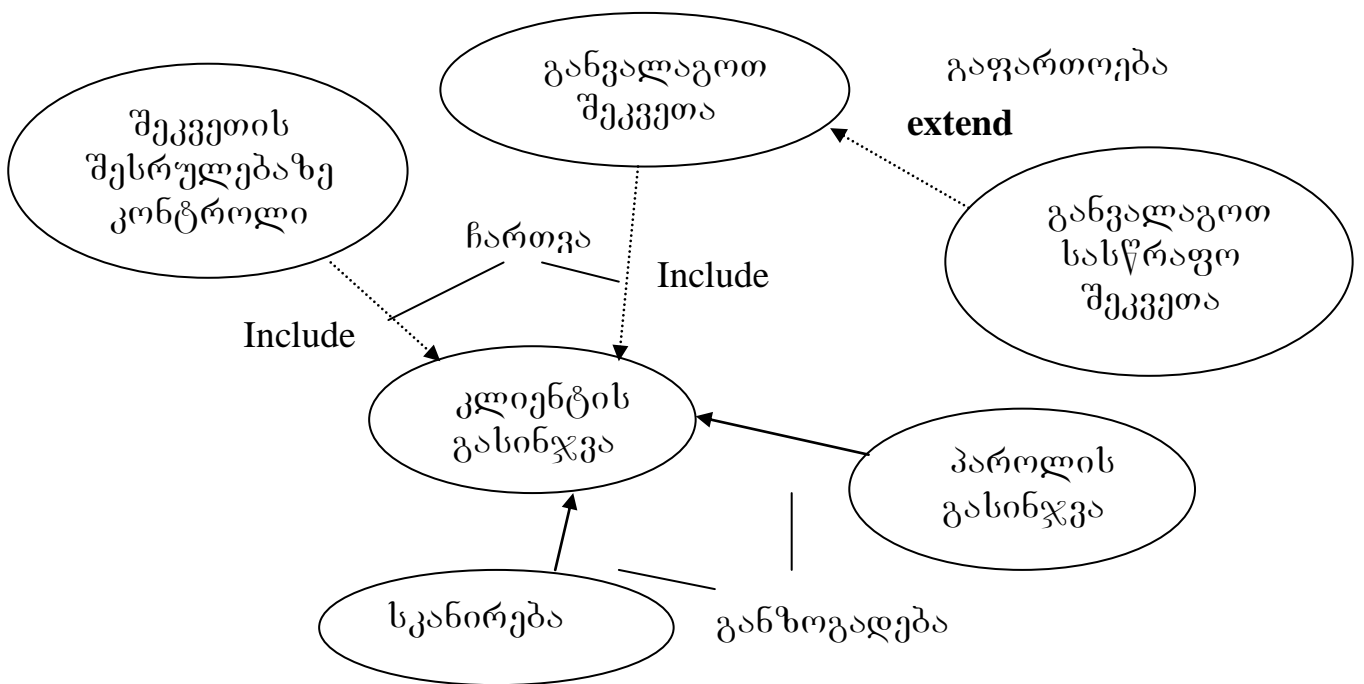 განვალაგოთ
შეკვეთა
გაფართოება
extend
შეკვეთის
შესრულებაზე
კონტროლი
განვალაგოთ
სასწრაფო
შეკვეთა
ჩართვა
Include
Include
კლიენტის
გასინჯვა
პაროლის
გასინჯვა
სკანირება
განზოგადება